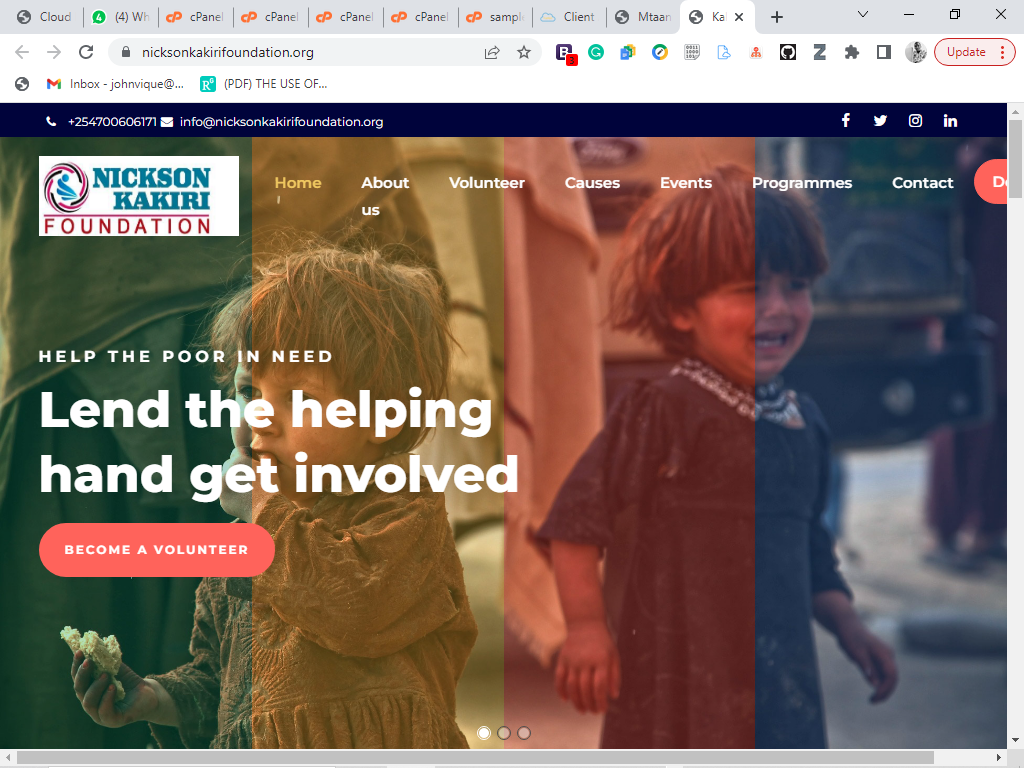 Cloud
(4) Wh
cPanel
cPanel
cPanel
cPanel
sample
Client
Mtaan
Ka
nicksonkakirifoundation.org
3
Update
Inbox - johnvique@...
(PDF) THE USE OF...
+254700606171 info@nicksonkakirifoundation.org
NICKSON
KAKIRI
FOUNDATION
Home About us Volunteer Causes Events Programmes Contact
HELP THE POOR IN NEED
Lend the helping
hand get involved
BECOME A VOLUNTEER